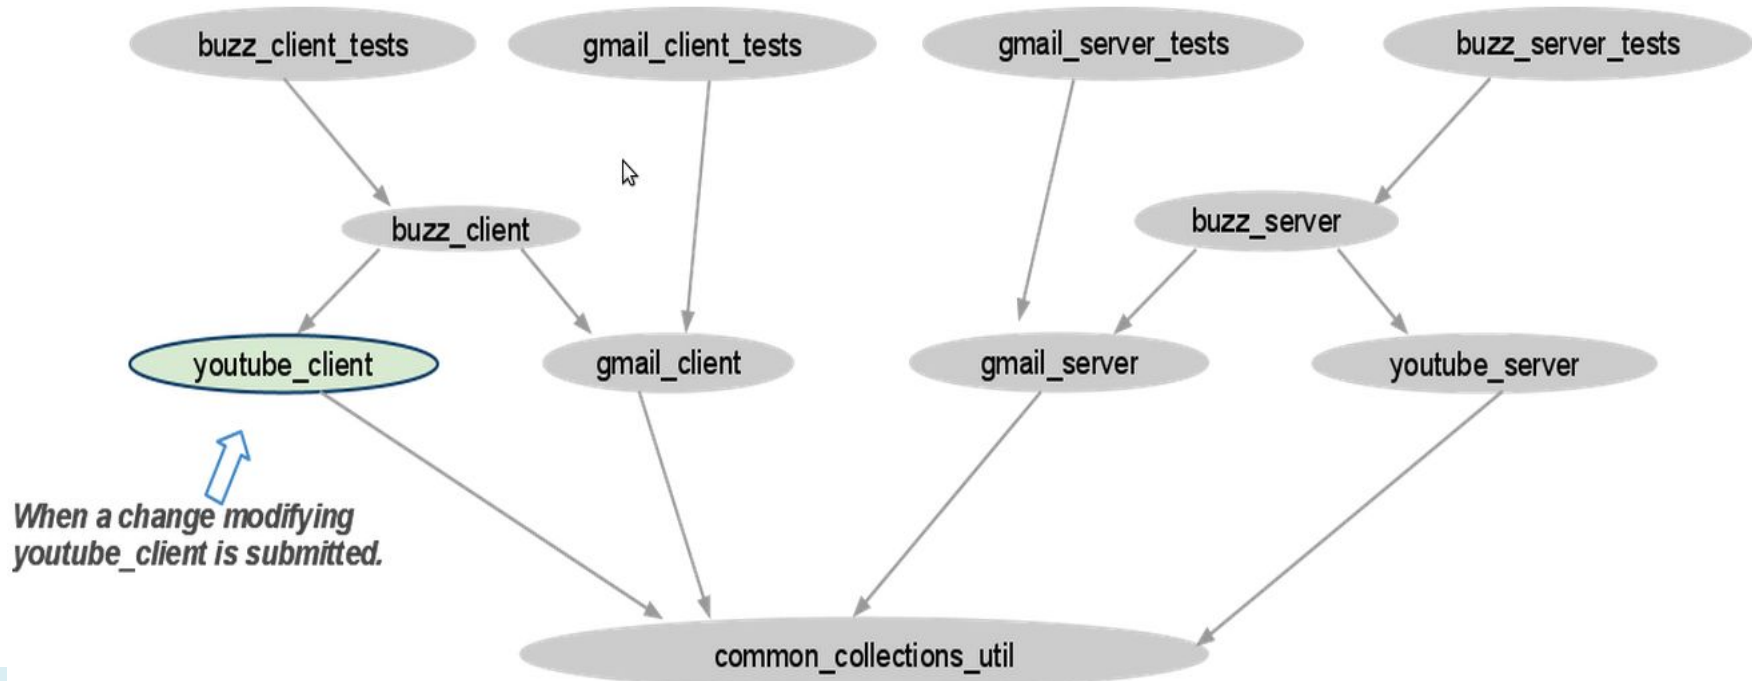 buzz_client_tests
gmail_client_tests
gmail_server_tests
buzz_server_tests
buzz_client
buzz_server
youtube_client
gmail_client
gmail_server
youtube_server
When a change modifying
youtube_client is submitted.
common_collections_util